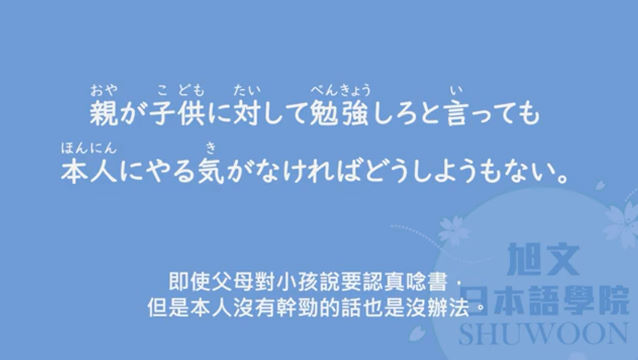 おや こ ども たい べんきょう い
親が子供に対して勉強しろと言っても
ほんにん き
本人にやる気がなければどうしようもない。
即使父母對小孩說要認真唸書，
但是本人沒有幹勁的話也是沒辦法。
旭文
日本語學院
SHUWOON